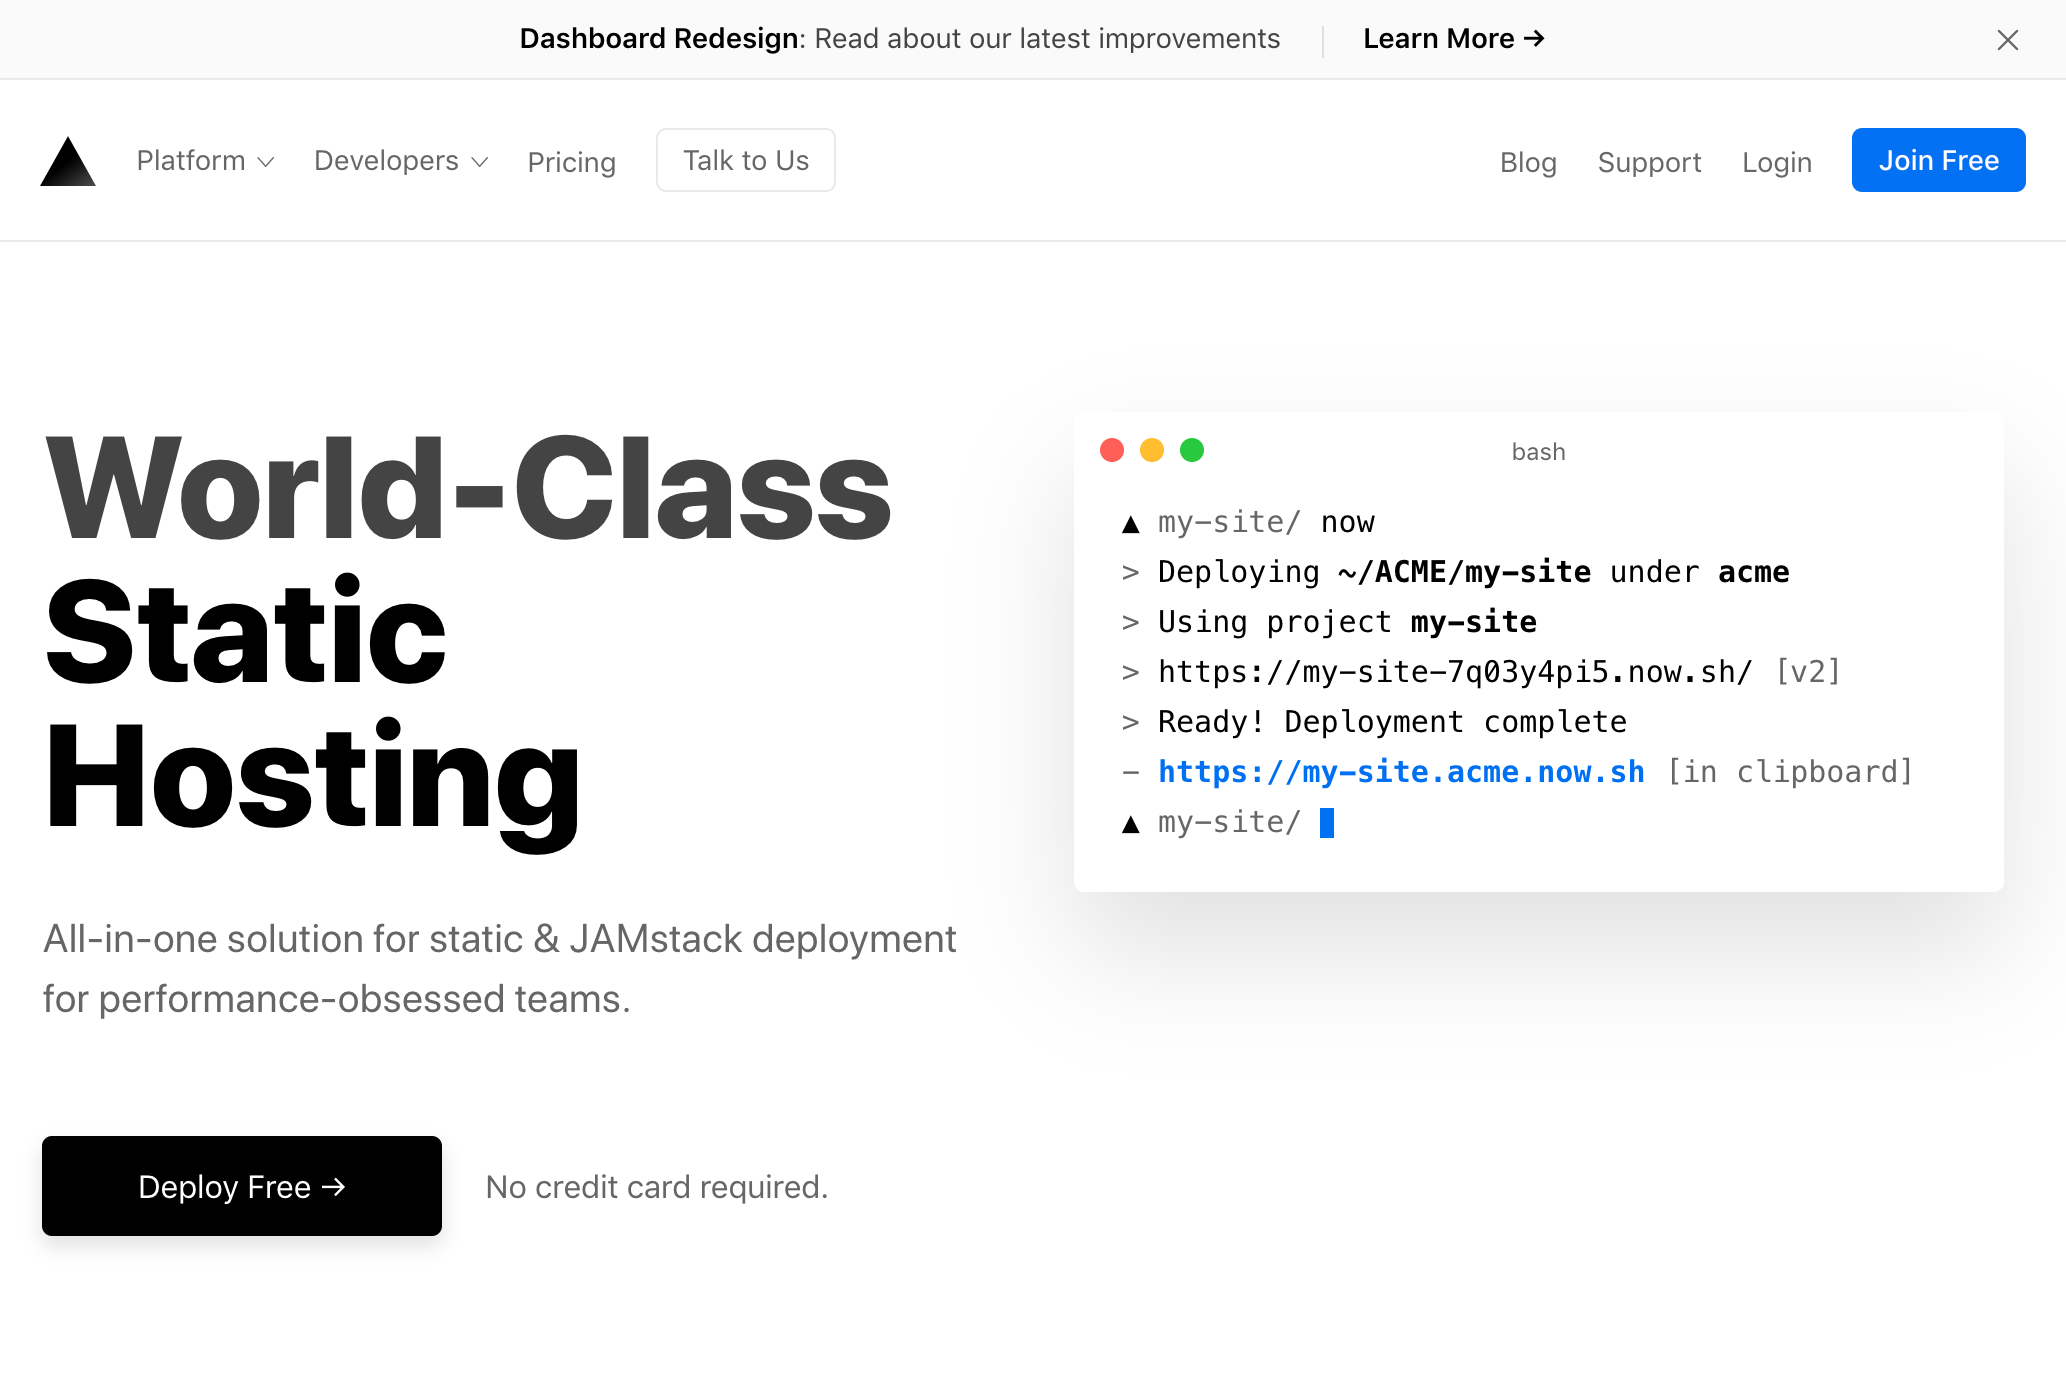 Dashboard Redesign: Read about our latest improvements
Learn More →
Platform
Developers
Pricing
Talk to Us
Blog
Support
Login
Join Free
World-Class
Static
Hosting
All-in-one solution for static & JAMstack deployment
for performance-obsessed teams.
Deploy Free →
No credit card required.
bash
▲ my-site/ now
> Deploying ~/ACME/my-site under acme
> Using project my-site
> https://my-site-7q03y4pi5.now.sh/ [v2]
> Ready! Deployment complete
– https://my-site.acme.now.sh [in clipboard]
▲ my-site/